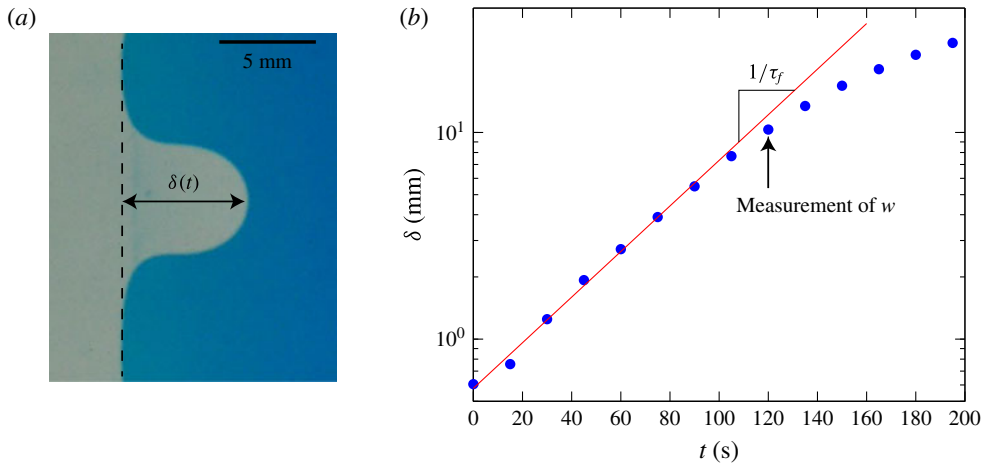 (a)
5 mm
δ(t)
(b)
1/τ_f
10^1
10^0
δ (mm)
Measurement of w
0 20 40 60 80 100 120 140 160 180 200
t (s)